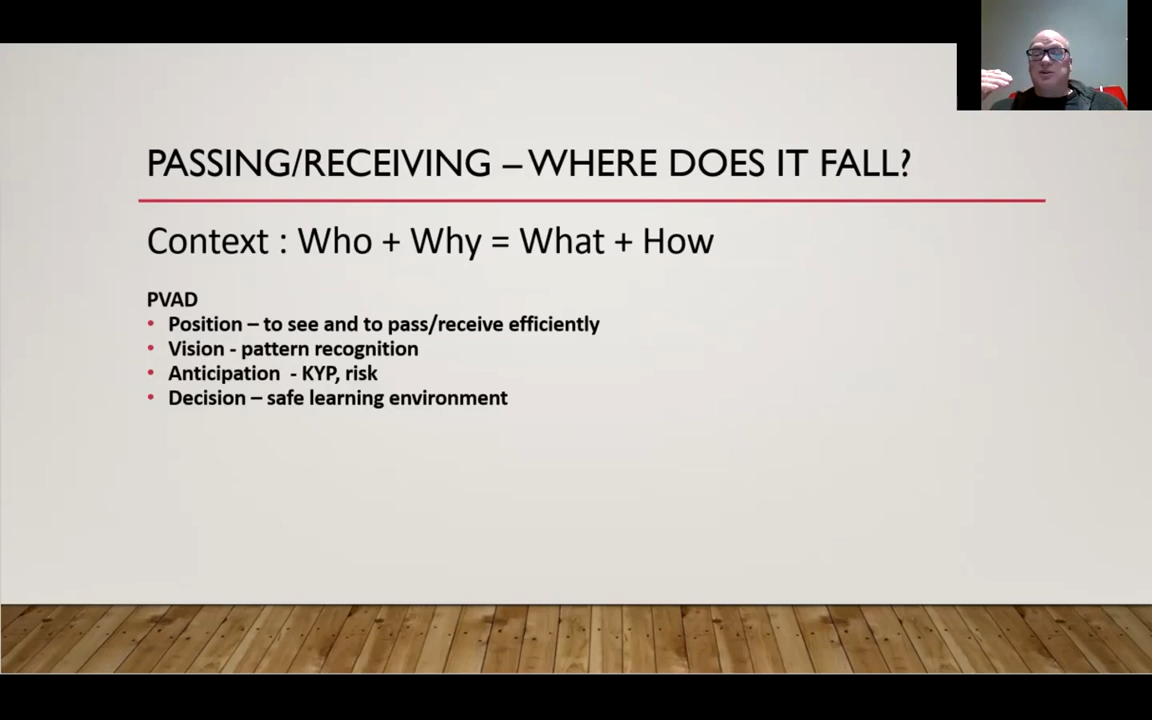 PASSING/RECEIVING – WHERE DOES IT FALL?
Context : Who + Why = What + How
PVAD
• Position – to see and to pass/receive efficiently
• Vision - pattern recognition
• Anticipation - KYP, risk
• Decision – safe learning environment